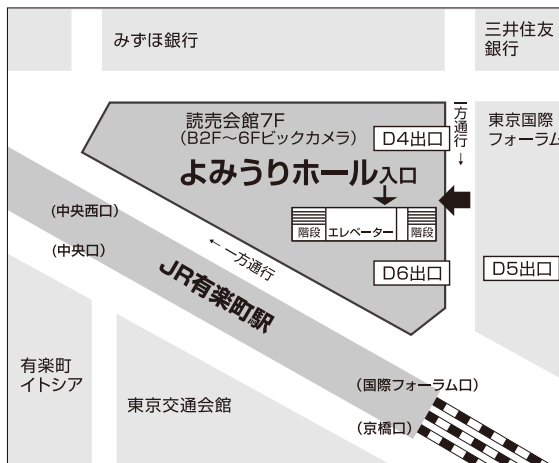 みずほ銀行
三井住友
銀行
読売会館7F
(B2F〜6Fビックカメラ)
D4出口
一方通行
→
東京国際
フォーラム
よみうりホール入口
階段
エレベーター
階段
(中央西口)
(中央口)
← 一方通行
D6出口
D5出口
JR有楽町駅
有楽町
イトシア
東京交通会館
(国際フォーラム口)
(京橋口)